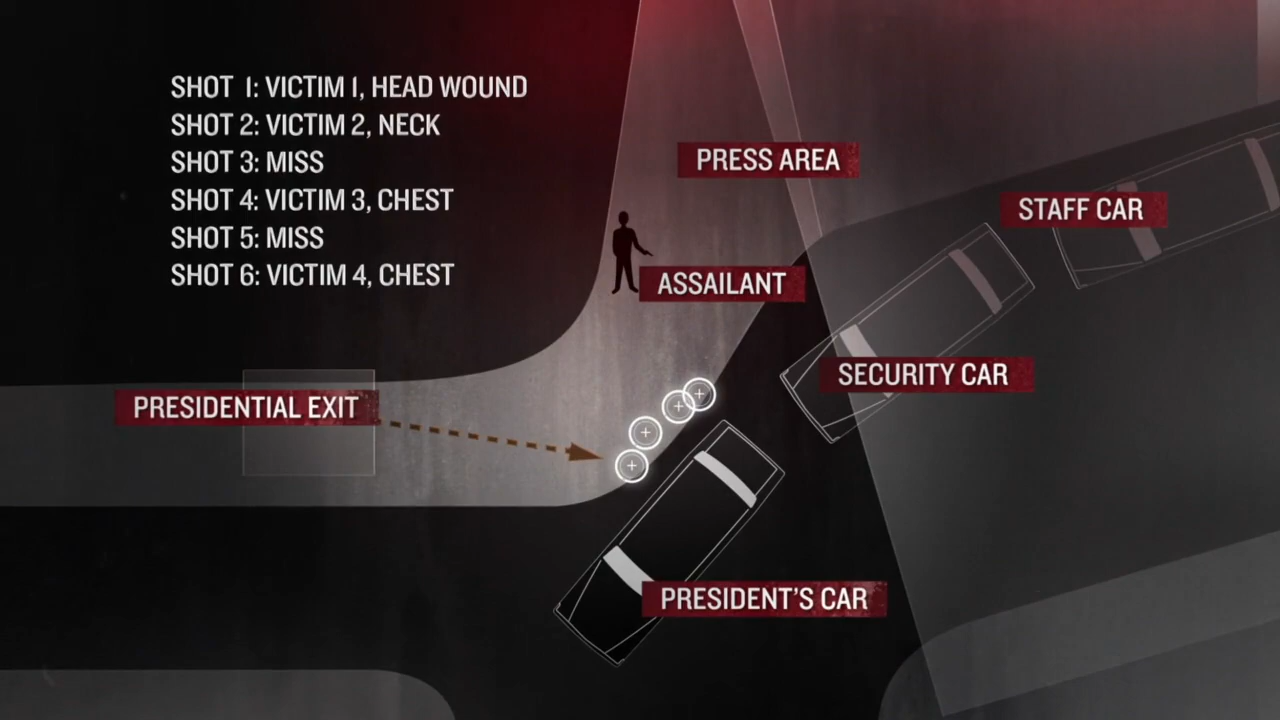 SHOT 1: VICTIM 1, HEAD WOUND
SHOT 2: VICTIM 2, NECK
SHOT 3: MISS
SHOT 4: VICTIM 3, CHEST
SHOT 5: MISS
SHOT 6: VICTIM 4, CHEST
PRESS AREA
STAFF CAR
ASSAILANT
SECURITY CAR
PRESIDENTIAL EXIT
PRESIDENT'S CAR